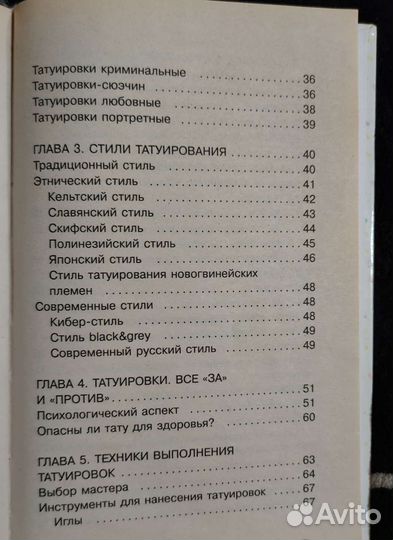 Татуировки криминальные ........ 36
Татуировки-сюэчин ........ 36
Татуировки любовные ........ 38
Татуировки портретные ........ 39
ГЛАВА 3. СТИЛИ ТАТУИРОВАНИЯ ........ 40
Традиционный стиль ........ 40
Этнический стиль ........ 41
Кельтский стиль ........ 42
Славянский стиль ........ 43
Скифский стиль ........ 44
Полинезийский стиль ........ 45
Японский стиль ........ 46
Стиль татуирования новогвинейских
племен ........ 48
Современные стили ........ 48
Кибер-стиль ........ 48
Стиль black&grey ........ 49
Современный русский стиль ........ 49
ГЛАВА 4. ТАТУИРОВКИ. ВСЕ «ЗА»
И «ПРОТИВ» ........ 51
Психологический аспект ........ 51
Опасны ли тату для здоровья? ........ 60
ГЛАВА 5. ТЕХНИКИ ВЫПОЛНЕНИЯ
ТАТУИРОВОК ........ 63
Выбор мастера ........ 64
Инструменты для нанесения татуировок ........ 67
Иглы ........ 67
Avito